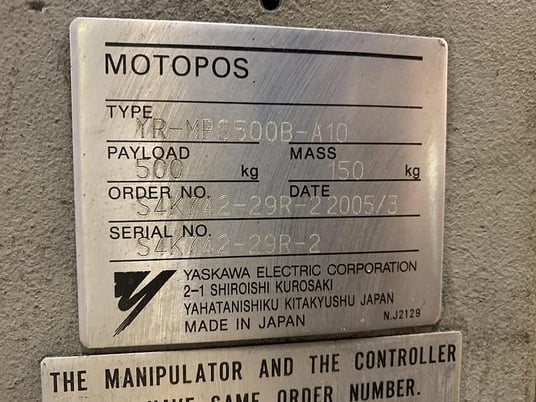 MOTOPOS
TYPE YR-MPS500B-A10
PAYLOAD 500 kg MASS 150 kg
ORDER NO. S4K742-29R-2 DATE 2005/3
SERIAL NO. S4K742-29R-2
YASKAWA ELECTRIC CORPORATION
2-1 SHIROISHI KUROSAKI
YAHATANISHIKU KITAKYUSHU JAPAN
MADE IN JAPAN N.J2129
THE MANIPULATOR AND THE CONTROLLER
HAVE SAME ORDER NUMBER.